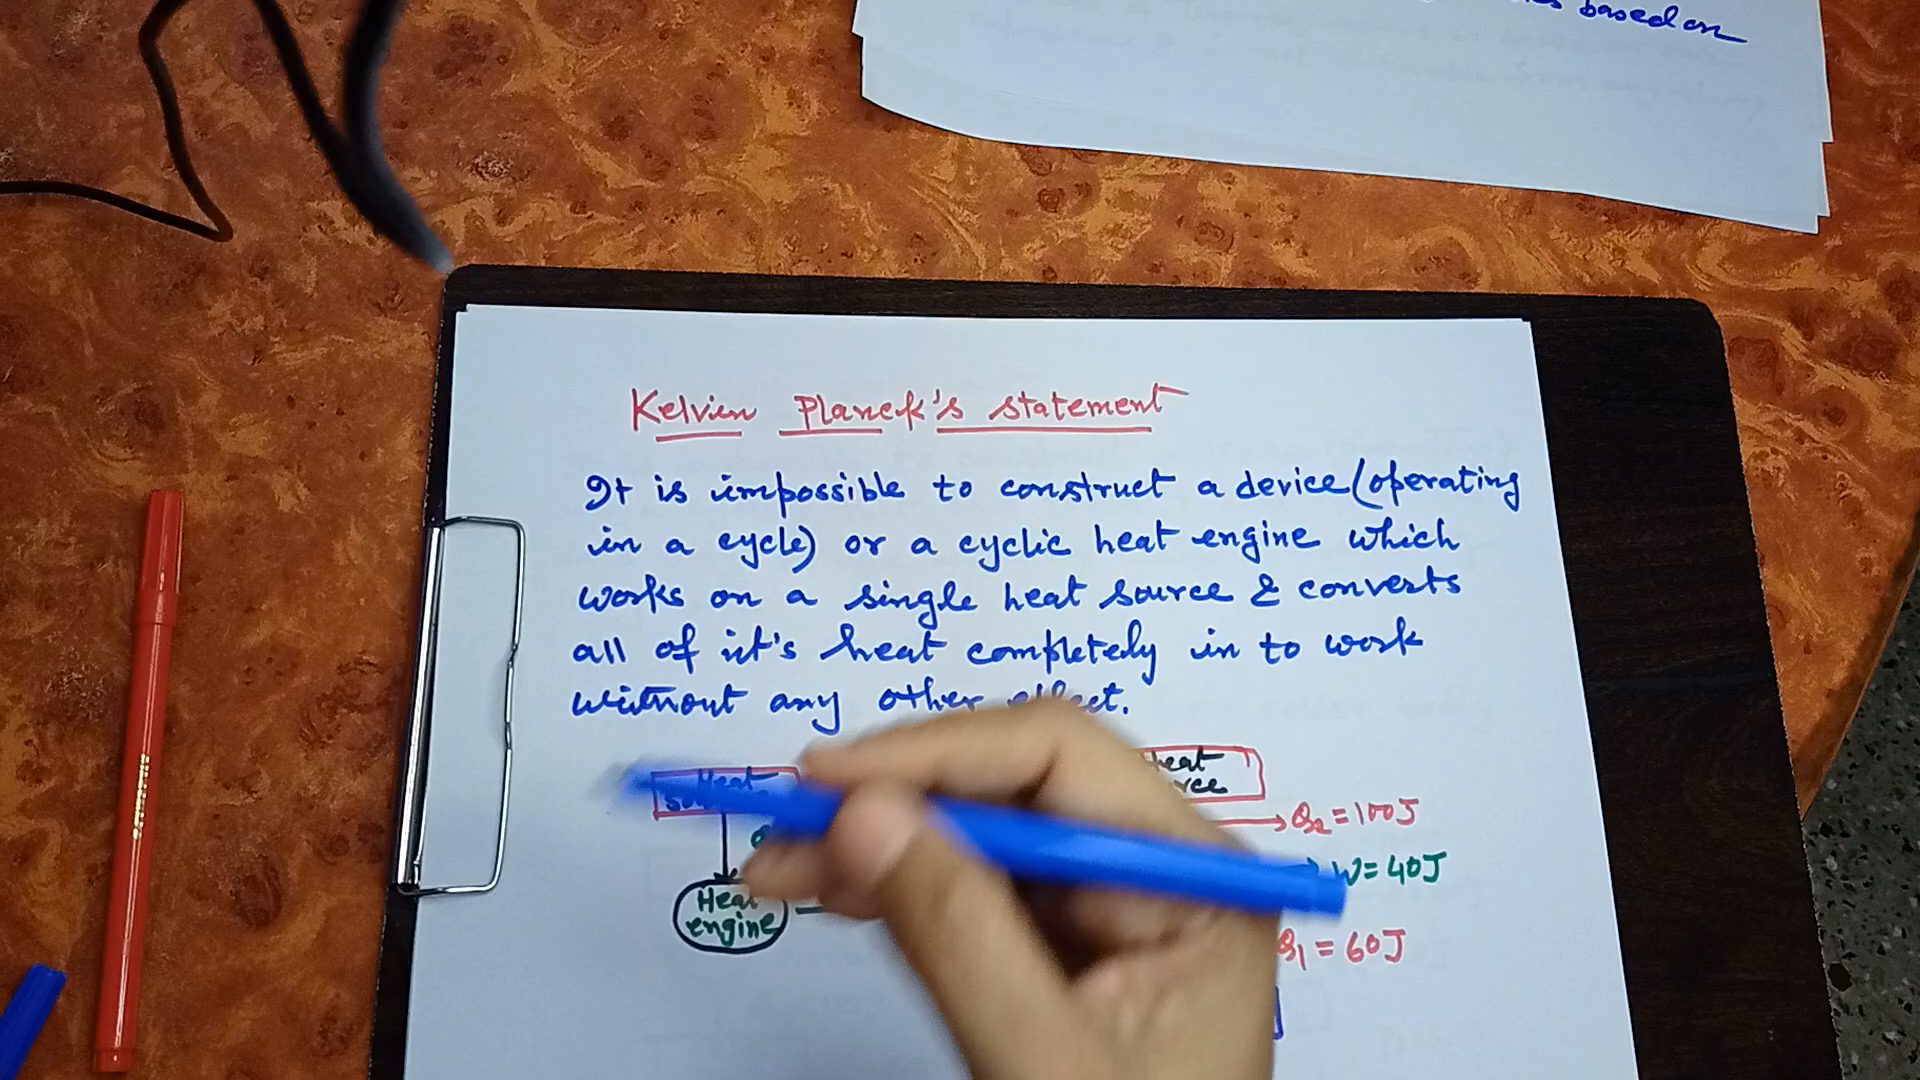 based on
Kelvien Planck's statement
It is impossible to construct a device (operating
in a cycle) or a cyclic heat engine which
works on a single heat source & converts
all of it's heat completely in to work
without any other effect.
Heat
Heat
engine
Q2 = 100J
W = 40J
Q1 = 60J